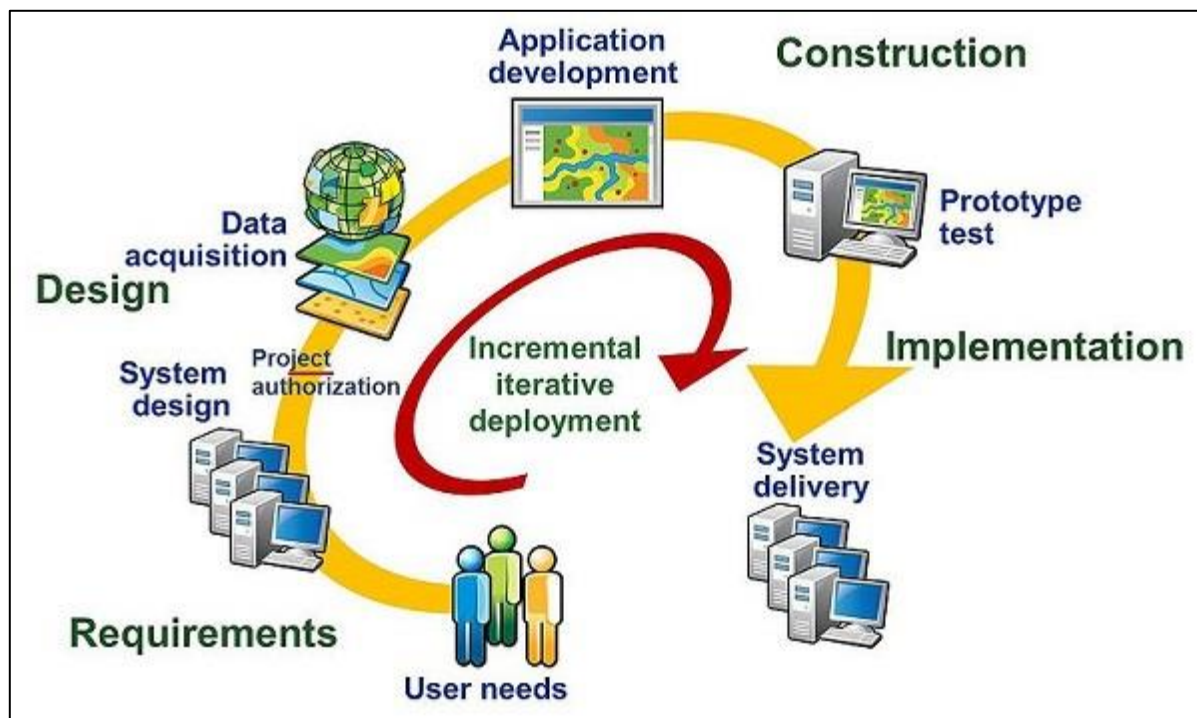 Application
development
Construction
Data
acquisition
Prototype
test
Design
Implementation
Incremental
iterative
deployment
Project
authorization
System
design
System
delivery
Requirements
User needs